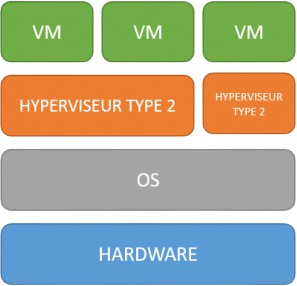 VM
VM
VM
HYPERVISEUR TYPE 2
HYPERVISEUR
TYPE 2
OS
HARDWARE